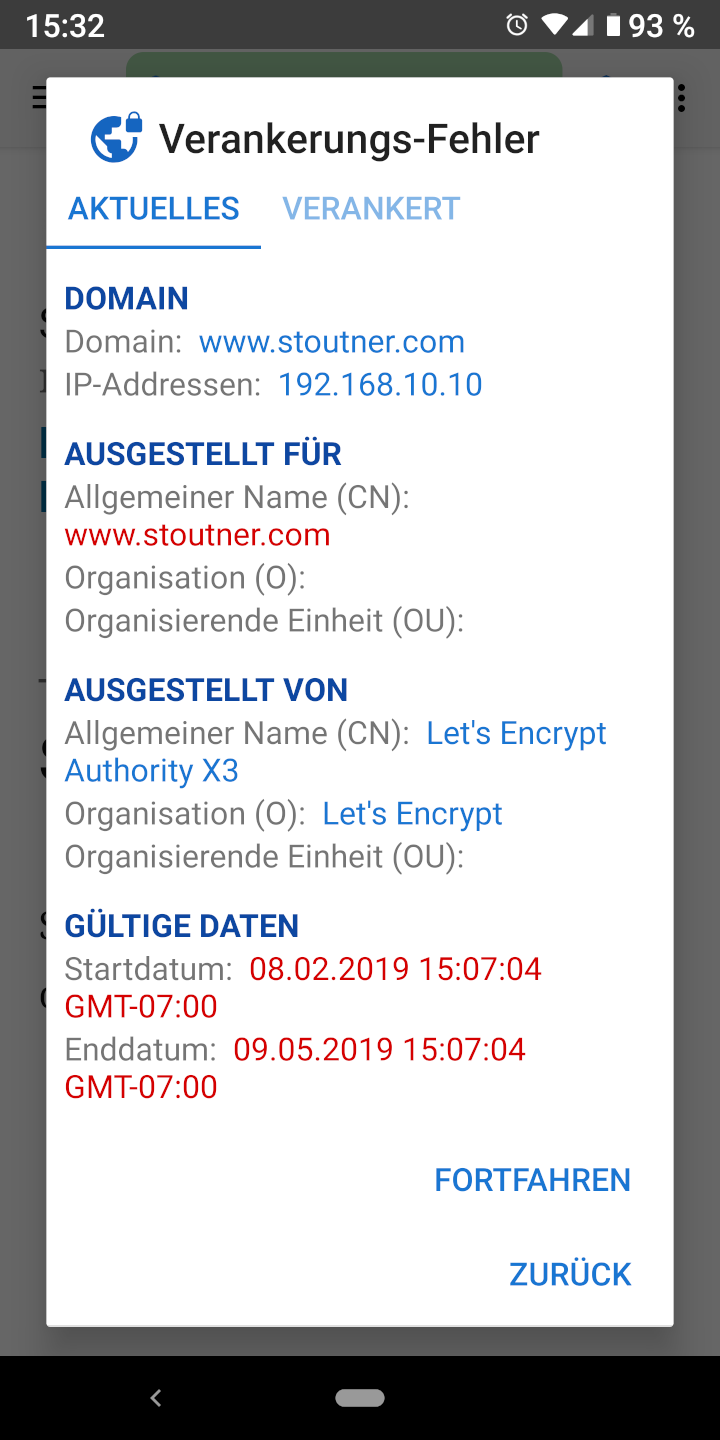 15:32
93 %
Verankerungs-Fehler
AKTUELLES VERANKERT
DOMAIN
Domain: www.stoutner.com
IP-Addressen: 192.168.10.10
AUSGESTELLT FÜR
Allgemeiner Name (CN):
www.stoutner.com
Organisation (O):
Organisierende Einheit (OU):
AUSGESTELLT VON
Allgemeiner Name (CN): Let's Encrypt
Authority X3
Organisation (O): Let's Encrypt
Organisierende Einheit (OU):
GÜLTIGE DATEN
Startdatum: 08.02.2019 15:07:04
GMT-07:00
Enddatum: 09.05.2019 15:07:04
GMT-07:00
FORTFAHREN
ZURÜCK